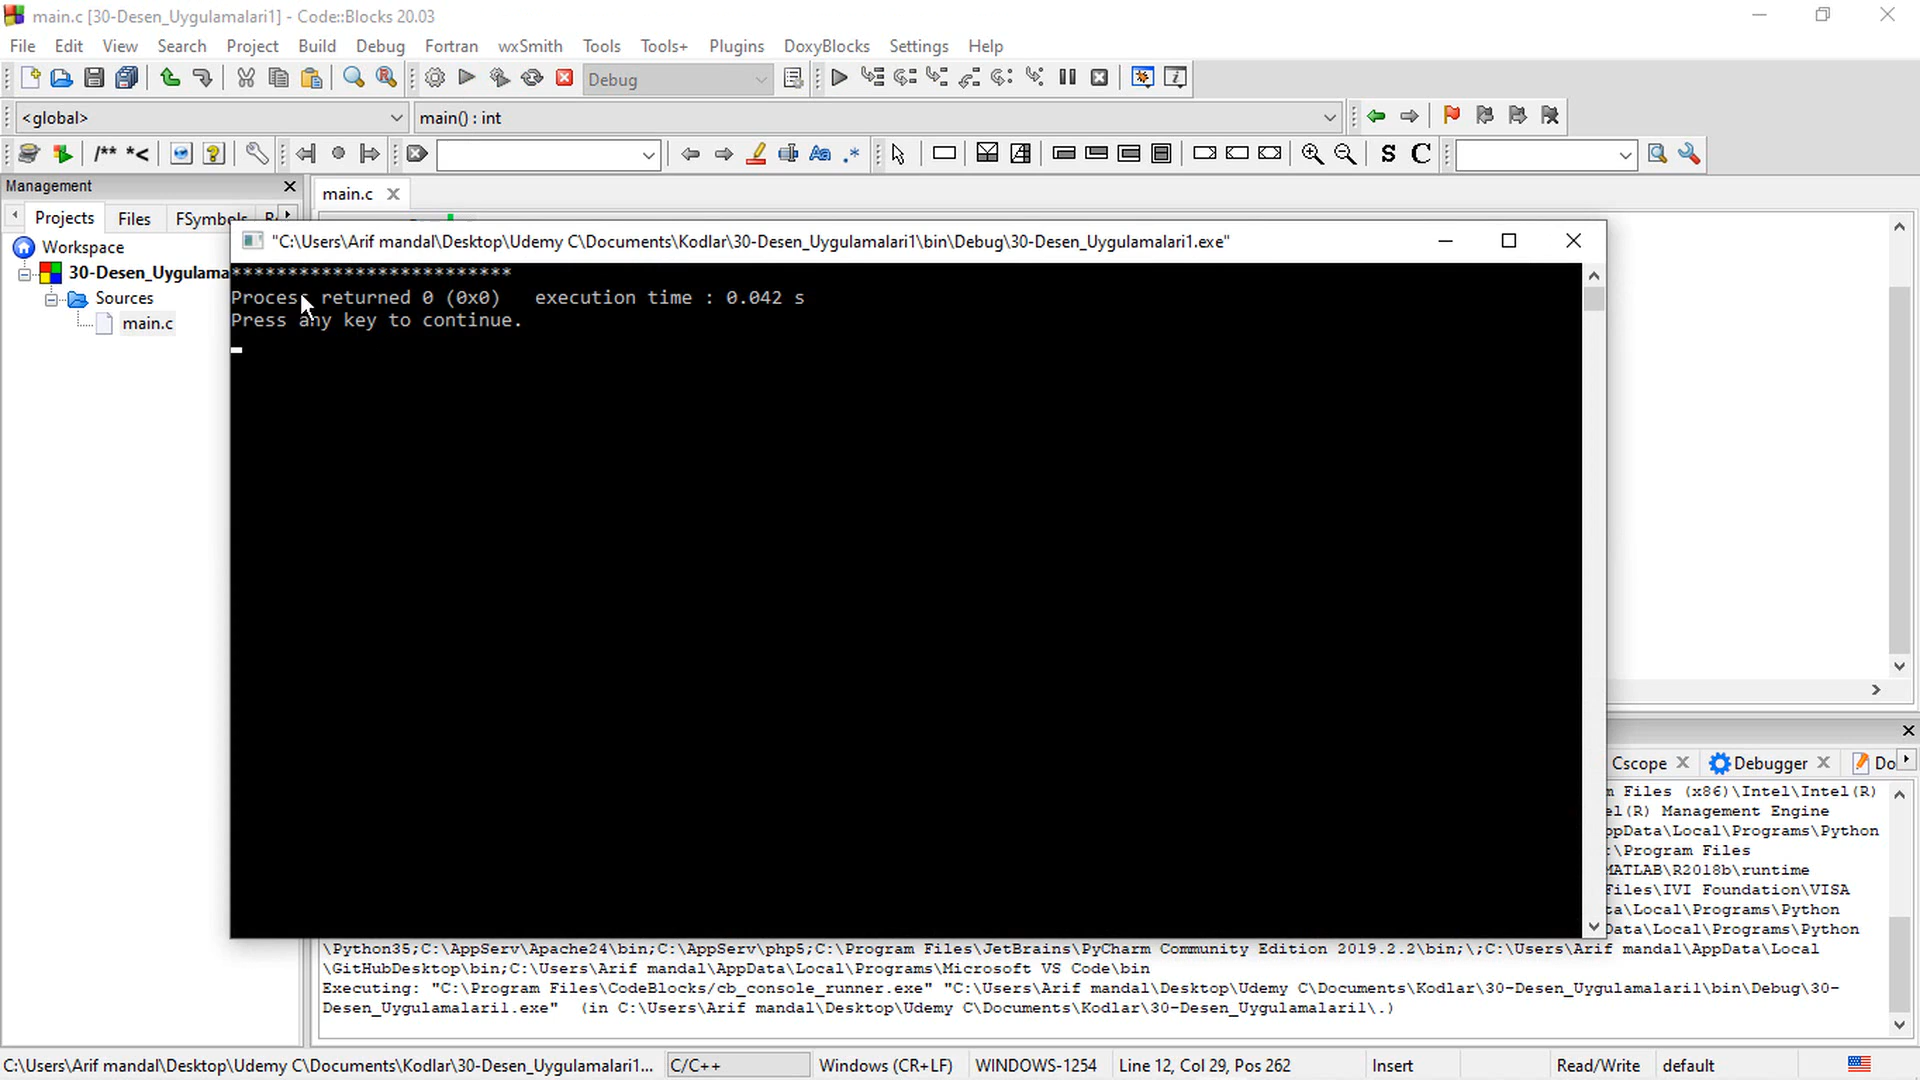 main.c [30-Desen_Uygulamalari1] - Code::Blocks 20.03
File Edit View Search Project Build Debug Fortran wxSmith Tools Tools+ Plugins DoxyBlocks Settings Help
Debug
<global> main() : int
/** *< Aa .* S C
Management
main.c
Projects Files FSymbols
Workspace
30-Desen_Uygulama
Sources
main.c
"C:\Users\Arif mandal\Desktop\Udemy C\Documents\Kodlar\30-Desen_Uygulamalari1\bin\Debug\30-Desen_Uygulamalari1.exe"
*************************
Process returned 0 (0x0)   execution time : 0.042 s
Press any key to continue.
Cscope Debugger Do
m Files (x86)\Intel\Intel(R)
el(R) Management Engine
ppData\Local\Programs\Python
:\Program Files
MATLAB\R2018b\runtime
Files\IVI Foundation\VISA
ta\Local\Programs\Python
Data\Local\Programs\Python
\Python35;C:\AppServ\Apache24\bin;C:\AppServ\php5;C:\Program Files\JetBrains\PyCharm Community Edition 2019.2.2\bin;\;C:\Users\Arif mandal\AppData\Local
\GitHubDesktop\bin;C:\Users\Arif mandal\AppData\Local\Programs\Microsoft VS Code\bin
Executing: "C:\Program Files\CodeBlocks/cb_console_runner.exe" "C:\Users\Arif mandal\Desktop\Udemy C\Documents\Kodlar\30-Desen_Uygulamalari1\bin\Debug\30-
Desen_Uygulamalari1.exe"  (in C:\Users\Arif mandal\Desktop\Udemy C\Documents\Kodlar\30-Desen_Uygulamalari1\.)
C:\Users\Arif mandal\Desktop\Udemy C\Documents\Kodlar\30-Desen_Uygulamalari1... C/C++ Windows (CR+LF) WINDOWS-1254 Line 12, Col 29, Pos 262 Insert Read/Write default